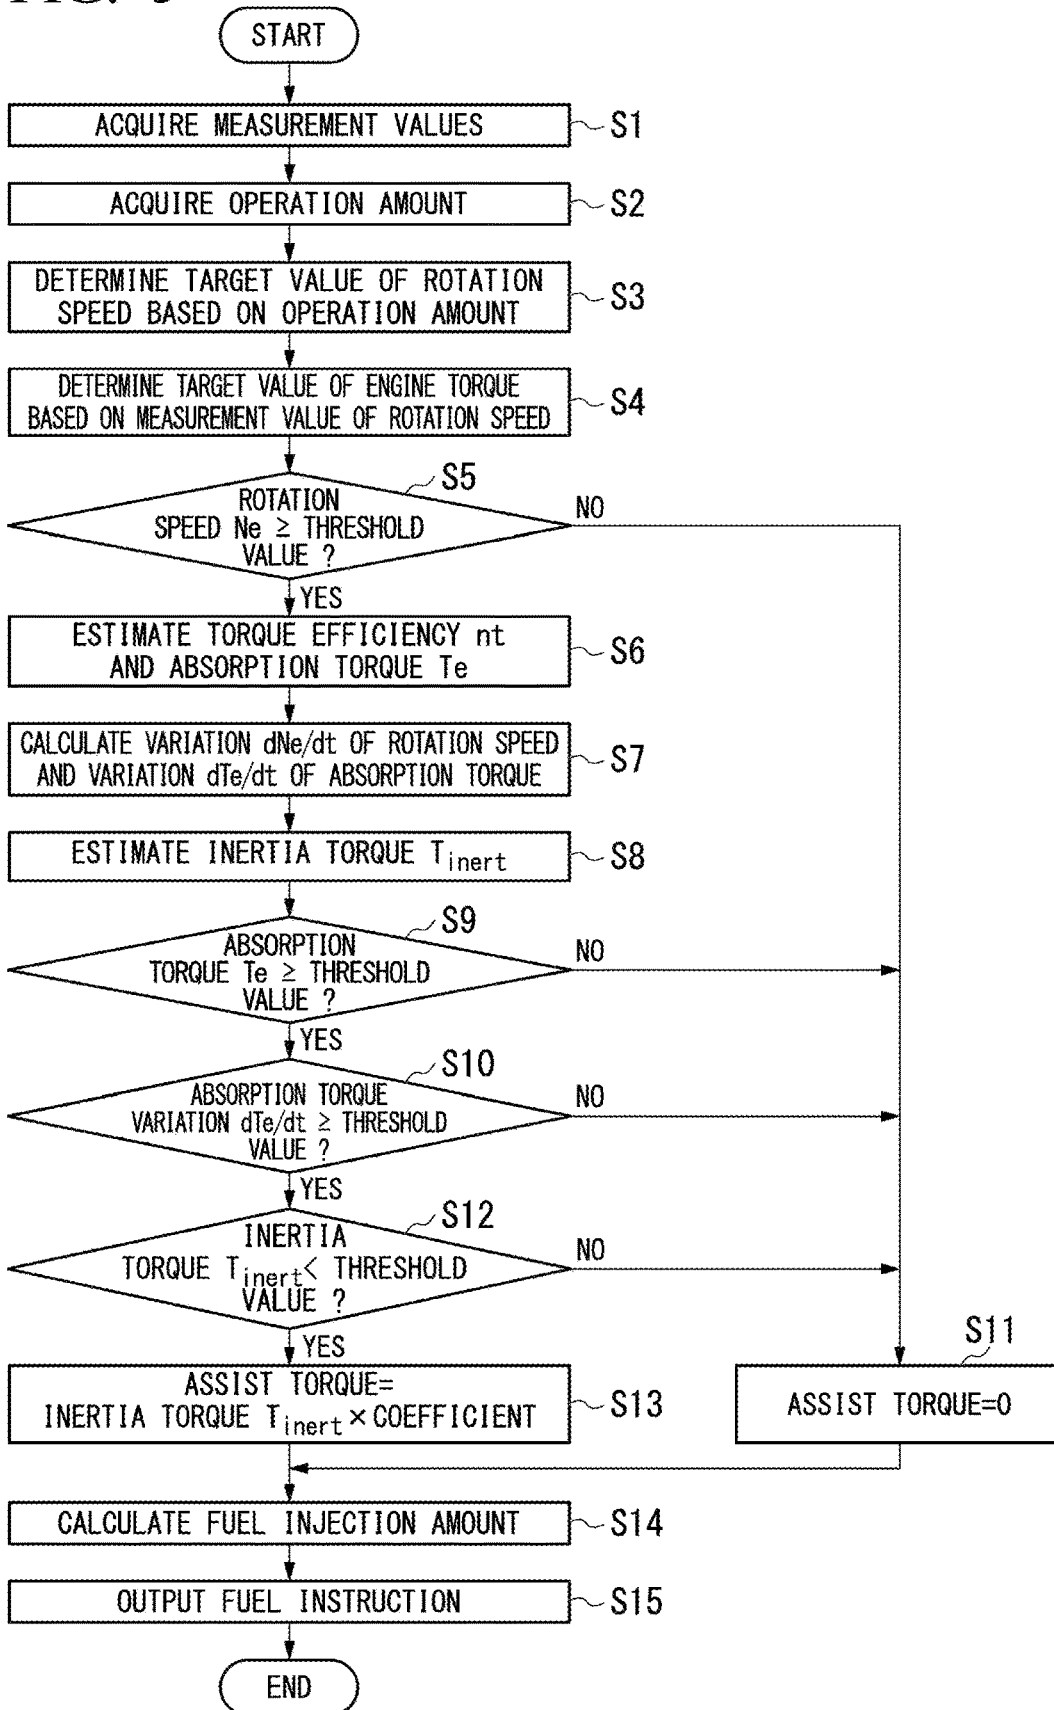 START
ACQUIRE MEASUREMENT VALUES
S1
ACQUIRE OPERATION AMOUNT
S2
DETERMINE TARGET VALUE OF ROTATION
SPEED BASED ON OPERATION AMOUNT
S3
DETERMINE TARGET VALUE OF ENGINE TORQUE
BASED ON MEASUREMENT VALUE OF ROTATION SPEED
S4
S5
ROTATION
SPEED Ne ≥ THRESHOLD
VALUE ?
NO
YES
ESTIMATE TORQUE EFFICIENCY nt
AND ABSORPTION TORQUE Te
S6
CALCULATE VARIATION dNe/dt OF ROTATION SPEED
AND VARIATION dTe/dt OF ABSORPTION TORQUE
S7
ESTIMATE INERTIA TORQUE Tinert
S8
S9
ABSORPTION
TORQUE Te ≥ THRESHOLD
VALUE ?
NO
YES
S10
ABSORPTION TORQUE
VARIATION dTe/dt ≥ THRESHOLD
VALUE ?
NO
YES
S12
INERTIA
TORQUE Tinert< THRESHOLD
VALUE ?
NO
YES
S11
ASSIST TORQUE=
INERTIA TORQUE Tinert×COEFFICIENT
S13
ASSIST TORQUE=0
CALCULATE FUEL INJECTION AMOUNT
S14
OUTPUT FUEL INSTRUCTION
S15
END